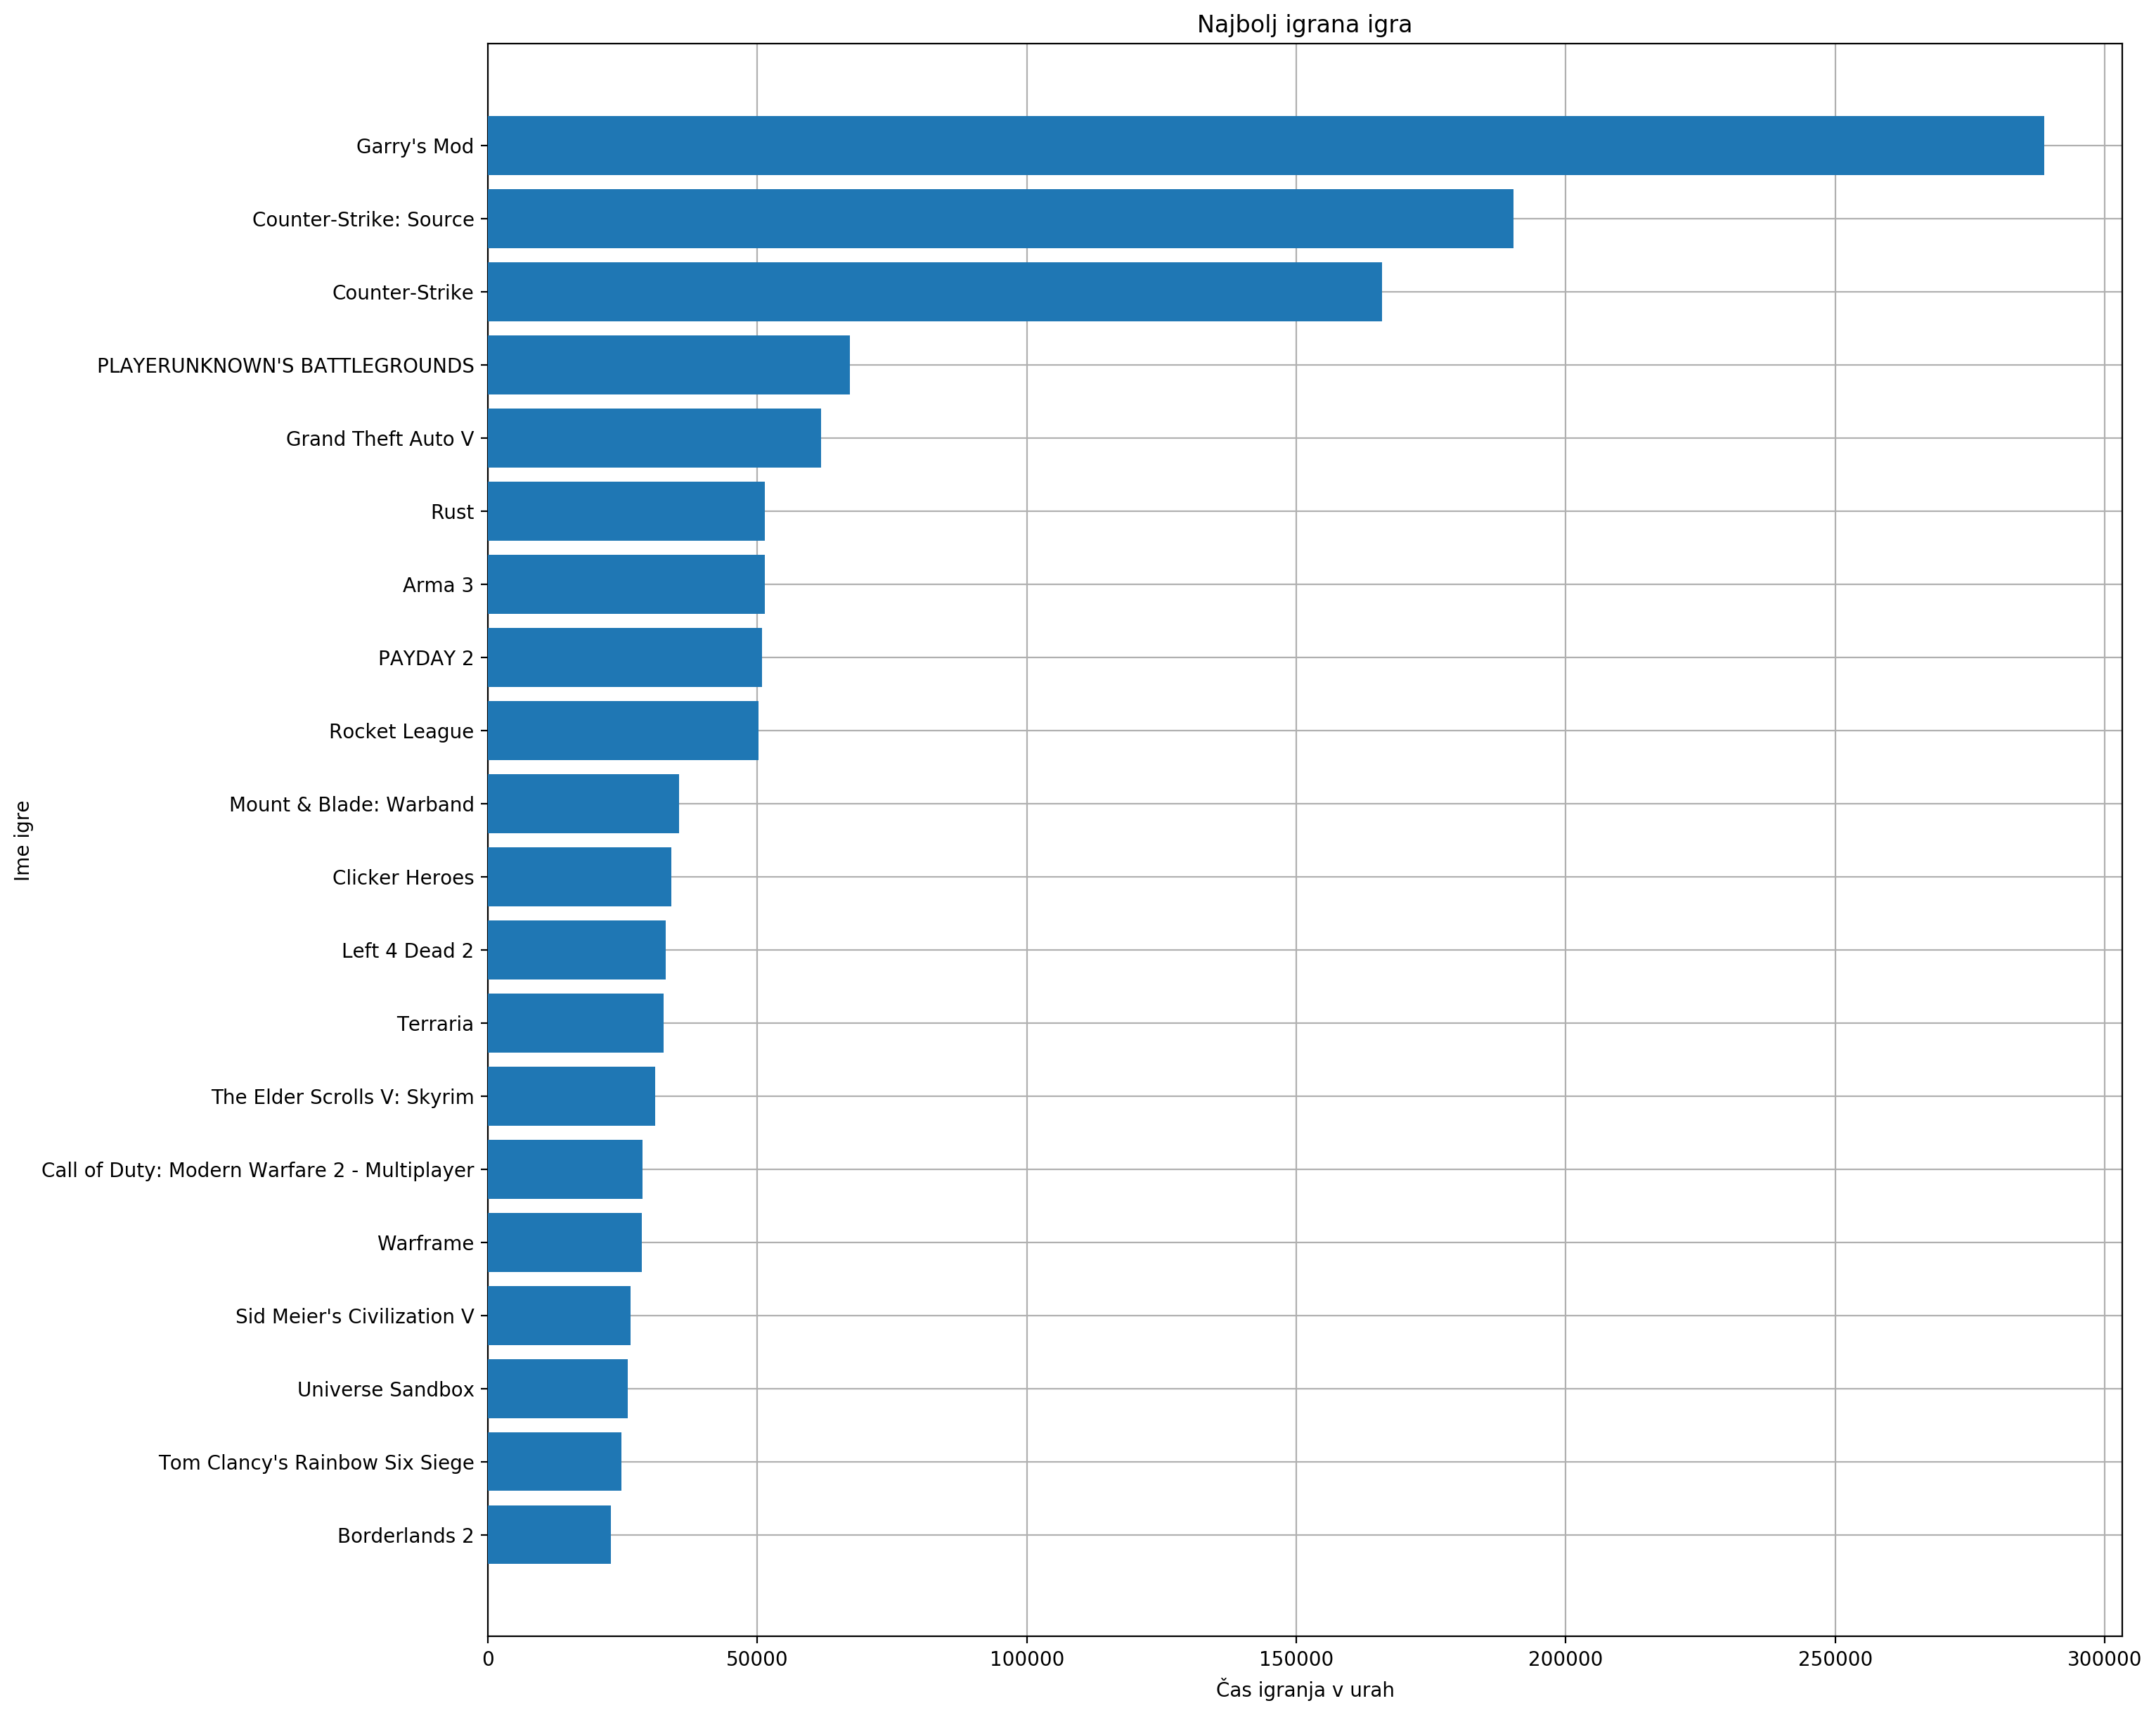 Najbolj igrana igra
Garry's Mod
Counter-Strike: Source
Counter-Strike
PLAYERUNKNOWN'S BATTLEGROUNDS
Grand Theft Auto V
Rust
Arma 3
PAYDAY 2
Rocket League
Mount & Blade: Warband
Clicker Heroes
Left 4 Dead 2
Terraria
The Elder Scrolls V: Skyrim
Call of Duty: Modern Warfare 2 - Multiplayer
Warframe
Sid Meier's Civilization V
Universe Sandbox
Tom Clancy's Rainbow Six Siege
Borderlands 2
Ime igre
0 50000 100000 150000 200000 250000 300000
Čas igranja v urah